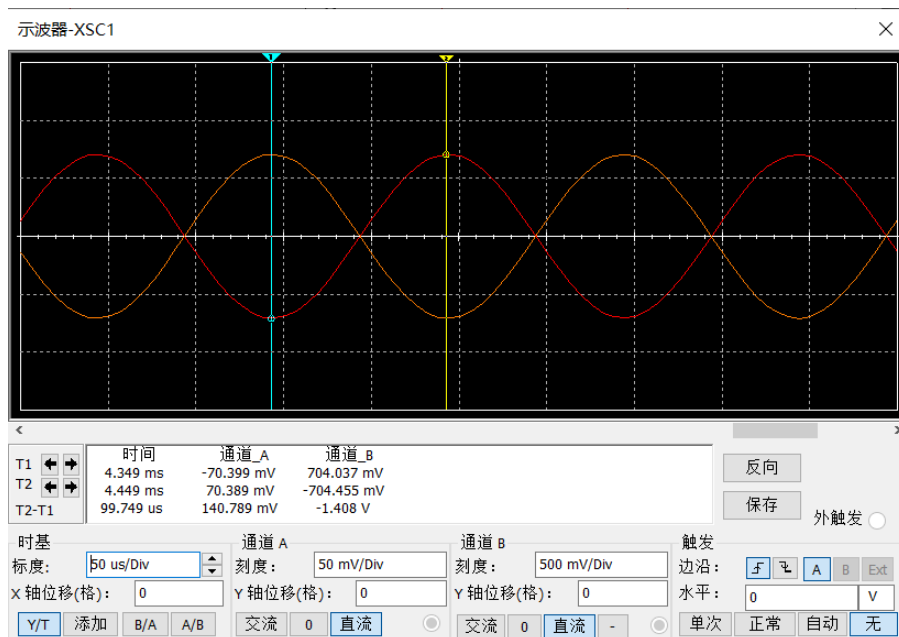 示波器-XSC1
1
2
时间 通道_A 通道_B
T1 4.349 ms -70.399 mV 704.037 mV
T2 4.449 ms 70.389 mV -704.455 mV
T2-T1 99.749 us 140.789 mV -1.408 V
反向
保存
外触发
时基 通道 A 通道 B 触发
标度: 50 us/Div 刻度: 50 mV/Div 刻度: 500 mV/Div 边沿: A B Ext
X 轴位移(格): 0 Y 轴位移(格): 0 Y 轴位移(格): 0 水平: 0 V
Y/T 添加 B/A A/B 交流 0 直流 交流 0 直流 - 单次 正常 自动 无